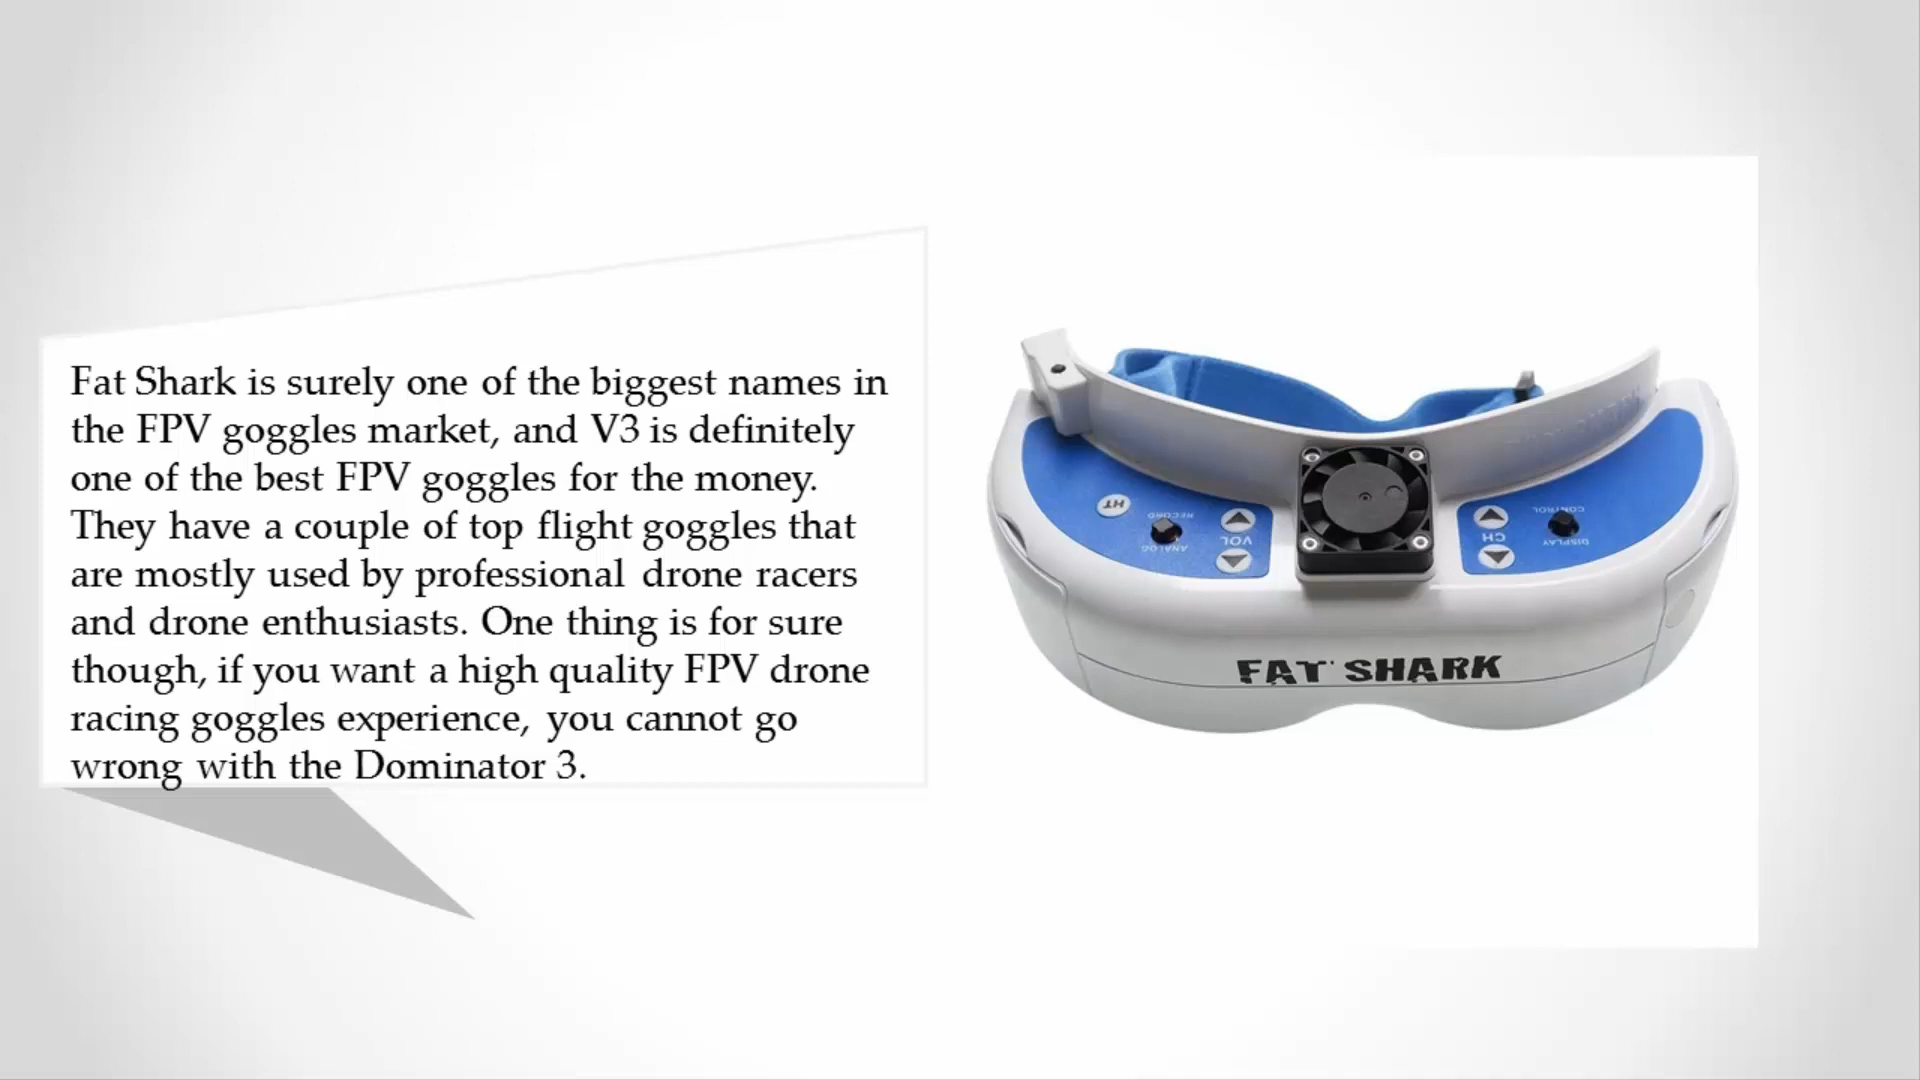 Fat Shark is surely one of the biggest names in
the FPV goggles market, and V3 is definitely
one of the best FPV goggles for the money.
They have a couple of top flight goggles that
are mostly used by professional drone racers
and drone enthusiasts. One thing is for sure
though, if you want a high quality FPV drone
racing goggles experience, you cannot go
wrong with the Dominator 3.
HT
RECORD
ANALOG
VOL
CH
CONTROL
DISPLAY
FAT SHARK